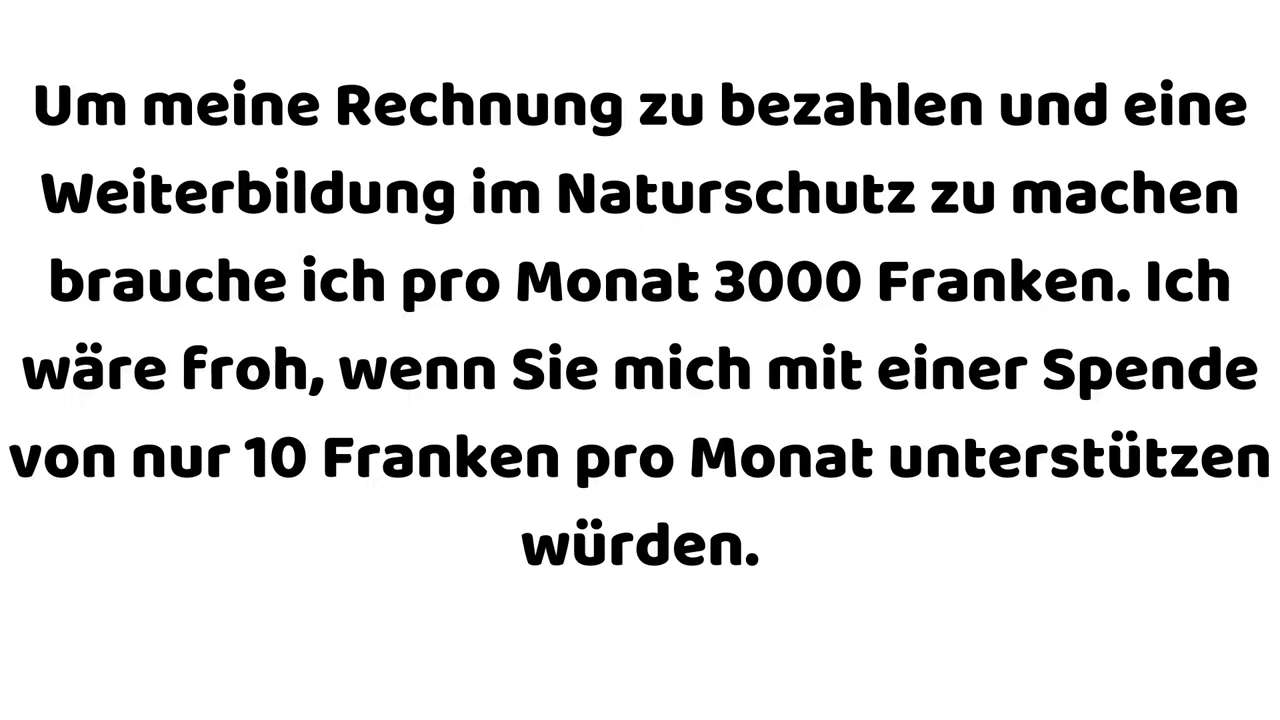 Um meine Rechnung zu bezahlen und eine
Weiterbildung im Naturschutz zu machen
brauche ich pro Monat 3000 Franken. Ich
wäre froh, wenn Sie mich mit einer Spende
von nur 10 Franken pro Monat unterstützen
würden.